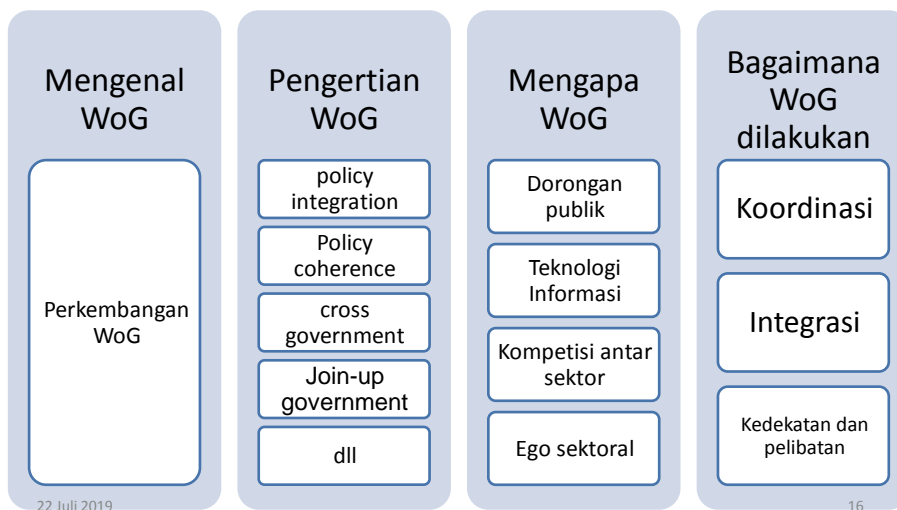 Mengenal
WoG
Perkembangan
WoG
Pengertian
WoG
policy
integration
Policy
coherence
cross
government
Join-up
government
dll
Mengapa
WoG
Dorongan
publik
Teknologi
Informasi
Kompetisi antar
sektor
Ego sektoral
Bagaimana
WoG
dilakukan
Koordinasi
Integrasi
Kedekatan dan
pelibatan
22 Juli 2019
16